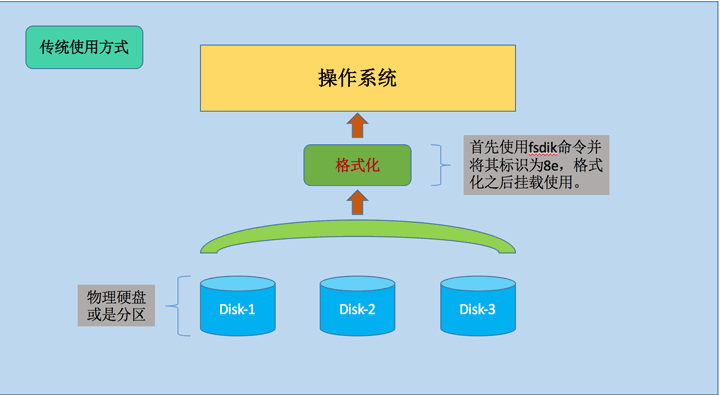 传统使用方式
操作系统
格式化
首先使用fsdik命令并
将其标识为8e，格式
化之后挂载使用。
物理硬盘
或是分区
Disk-1
Disk-2
Disk-3